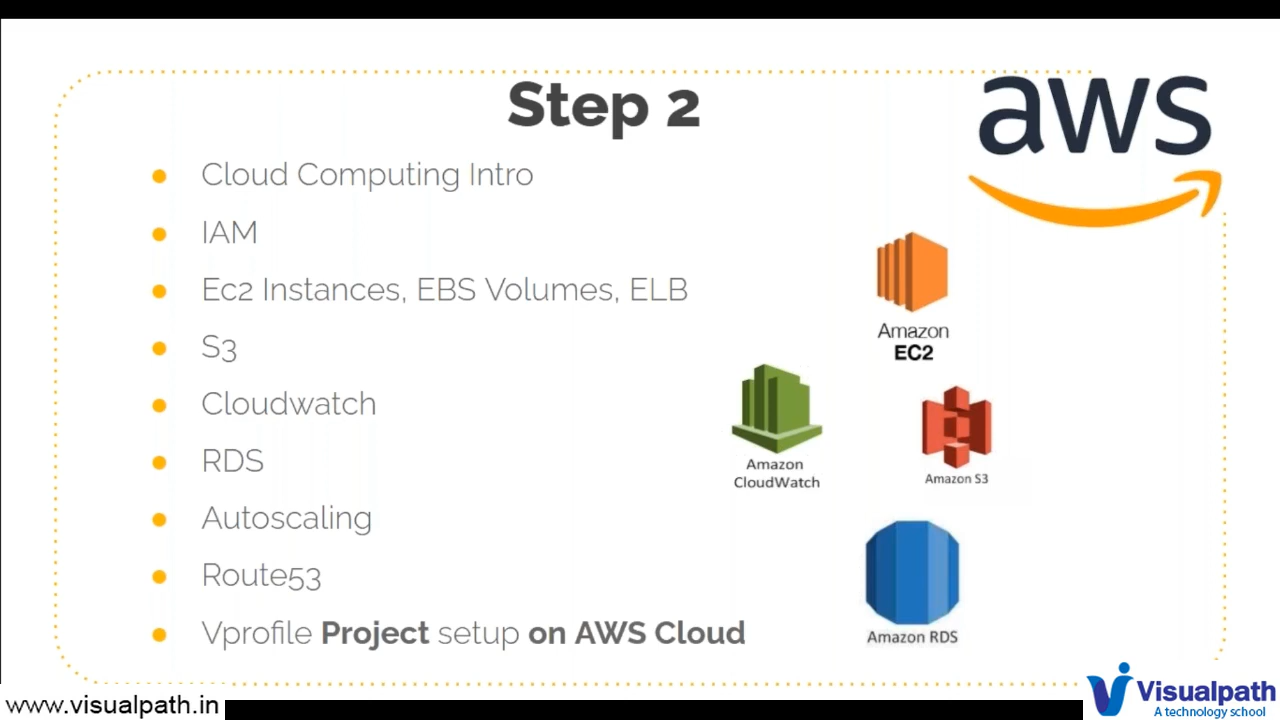 Step 2
aws
Cloud Computing Intro
IAM
Ec2 Instances, EBS Volumes, ELB
S3
Cloudwatch
RDS
Autoscaling
Route53
Vprofile Project setup on AWS Cloud
Amazon
EC2
Amazon
CloudWatch
Amazon S3
Amazon RDS
www.visualpath.in
Visualpath
A technology school